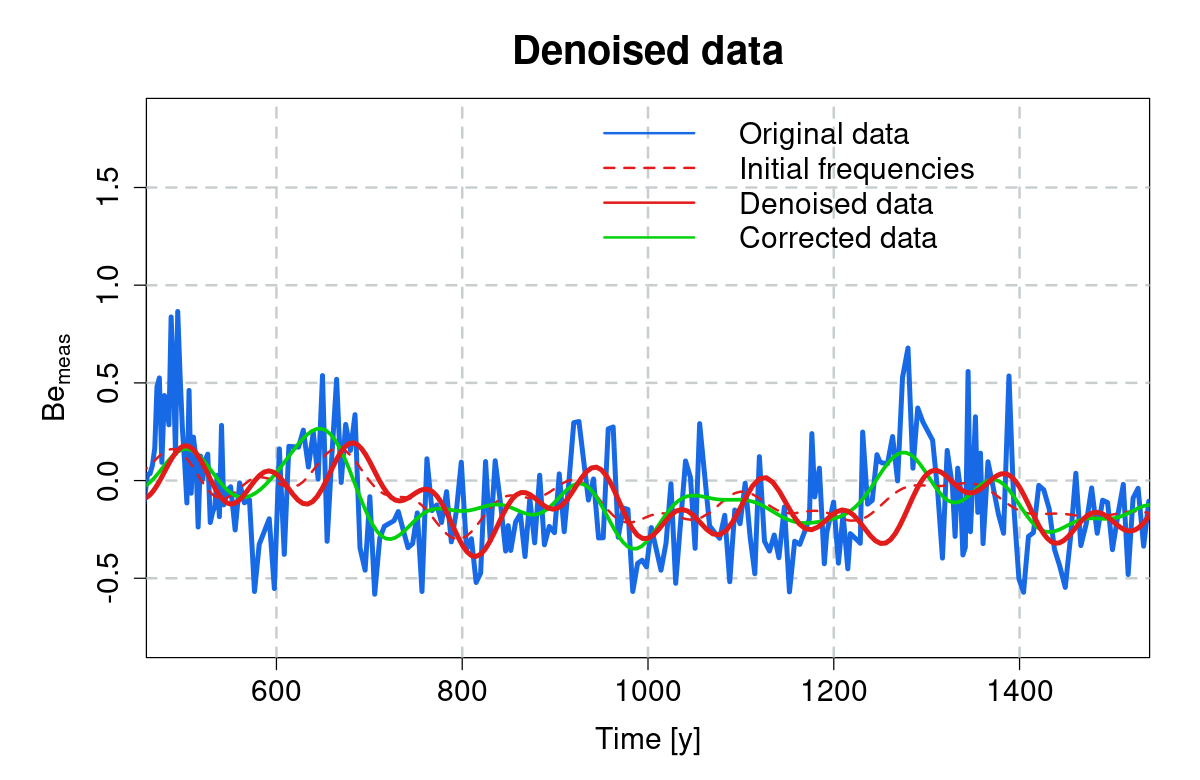 Denoised data
Original data
Initial frequencies
Denoised data
Corrected data
1.5
1.0
0.5
0.0
-0.5
Be_meas
600 800 1000 1200 1400
Time [y]